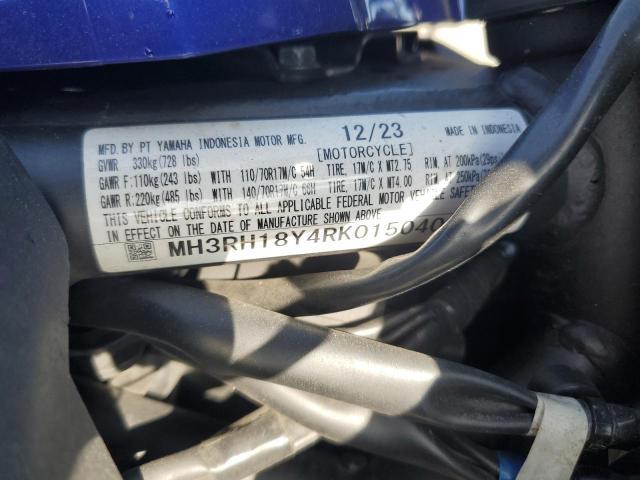 MFD. BY PT YAMAHA INDONESIA MOTOR MFG. 12/23 MADE IN INDONESIA
GVWR 330kg(728 lbs) [MOTORCYCLE]
GAWR F:110kg(243 lbs) WITH 110/70R17M/C 54H TIRE, 17M/C X MT2.75 RIM, AT 200kPa(29
GAWR R:220kg(485 lbs) WITH 140/70R17M/C 66H TIRE, 17M/C X MT4.00 RIM, AT 250kPa
THIS VEHICLE CONFORMS TO ALL APPLICABLE FEDERAL MOTOR VEHICLE SAFETY
STANDARDS IN EFFECT ON THE DATE OF MANUFACTURE SHOWN ABOVE
MH3RH18Y4RK01504